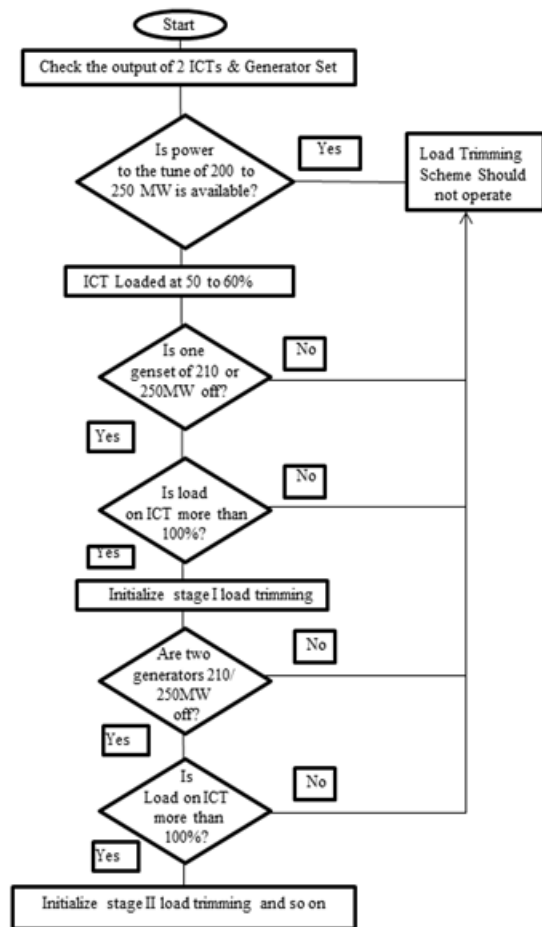 Start
Check the output of 2 ICTs & Generator Set
Is power
to the tune of 200 to
250 MW is available?
Yes
Load Trimming
Scheme Should
not operate
ICT Loaded at 50 to 60%
Is one
genset of 210 or
250MW off?
No
Yes
Is load
on ICT more than
100%?
No
Yes
Initialize stage I load trimming
Are two
generators 210/
250MW
off?
No
Yes
Is
Load on ICT
more than
100%?
No
Yes
Initialize stage II load trimming and so on